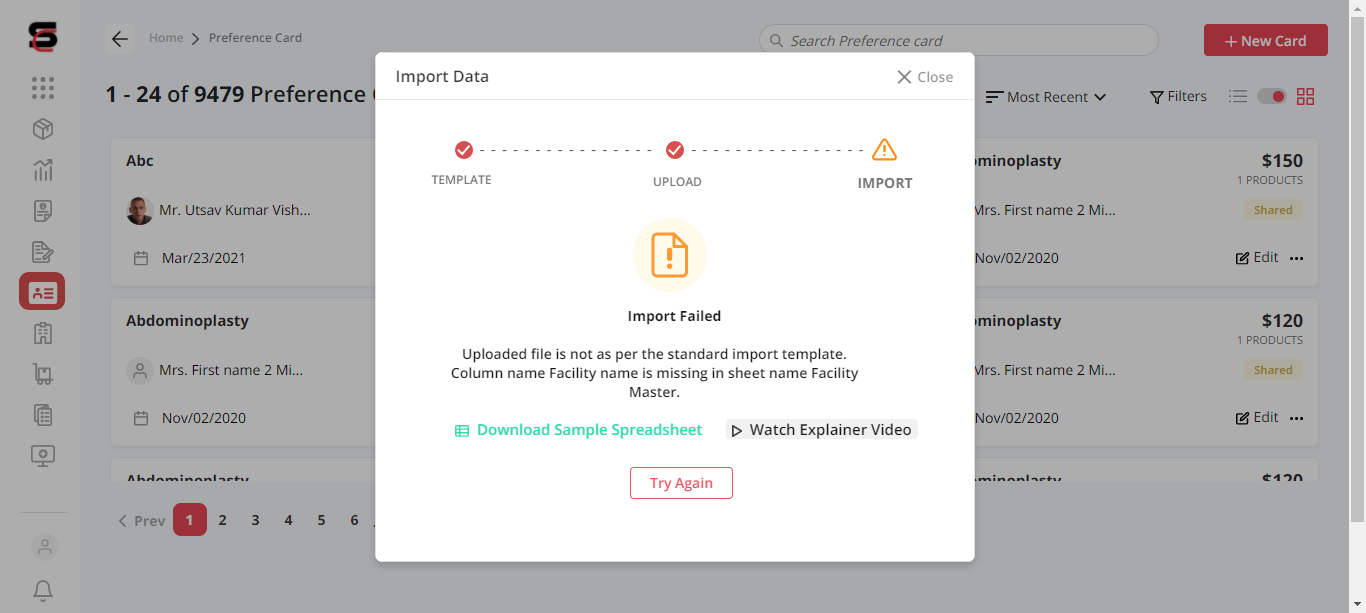 Home > Preference Card
Search Preference card
+ New Card
1 - 24 of 9479 Preference
Most Recent
Filters
Import Data
Close
TEMPLATE
UPLOAD
IMPORT
Import Failed
Uploaded file is not as per the standard import template.
Column name Facility name is missing in sheet name Facility
Master.
Download Sample Spreadsheet
Watch Explainer Video
Try Again
Abc
Mr. Utsav Kumar Vish...
Mar/23/2021
ominoplasty
$150
1 PRODUCTS
Mrs. First name 2 Mi...
Shared
Nov/02/2020
Edit
Abdominoplasty
Mrs. First name 2 Mi...
Nov/02/2020
ominoplasty
$120
1 PRODUCTS
Mrs. First name 2 Mi...
Shared
Nov/02/2020
Edit
Abdominoplasty
ominoplasty
$120
< Prev 1 2 3 4 5 6